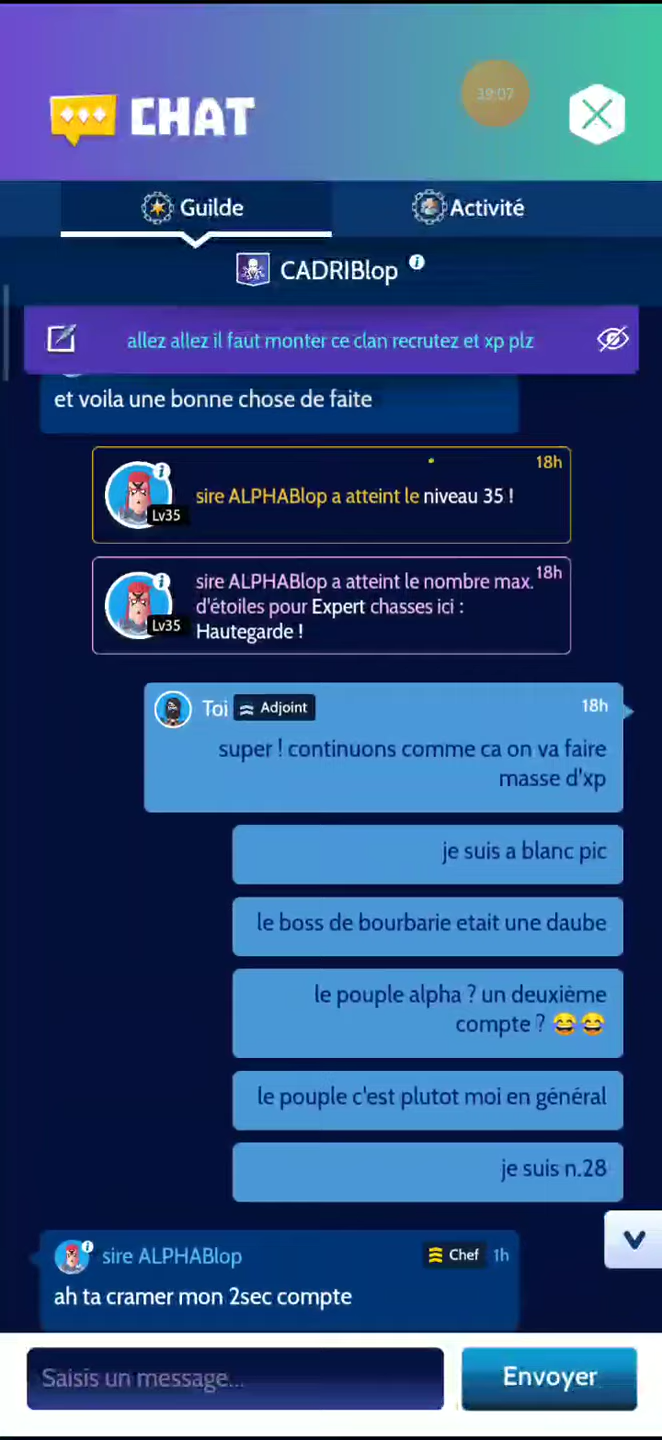 39:07
CHAT
Guilde
Activité
CADRIBlop
allez allez il faut monter ce clan recrutez et xp plz
et voila une bonne chose de faite
18h
sire ALPHABlop a atteint le niveau 35 !
Lv35
sire ALPHABlop a atteint le nombre max. 18h
d'étoiles pour Expert chasses ici :
Lv35
Hautegarde !
Toi Adjoint 18h
super ! continuons comme ca on va faire
masse d'xp
je suis a blanc pic
le boss de bourbarie etait une daube
le pouple alpha ? un deuxième
compte ? 😂😂
le pouple c'est plutot moi en général
je suis n.28
sire ALPHABlop Chef 1h
ah ta cramer mon 2sec compte
Saisis un message...
Envoyer